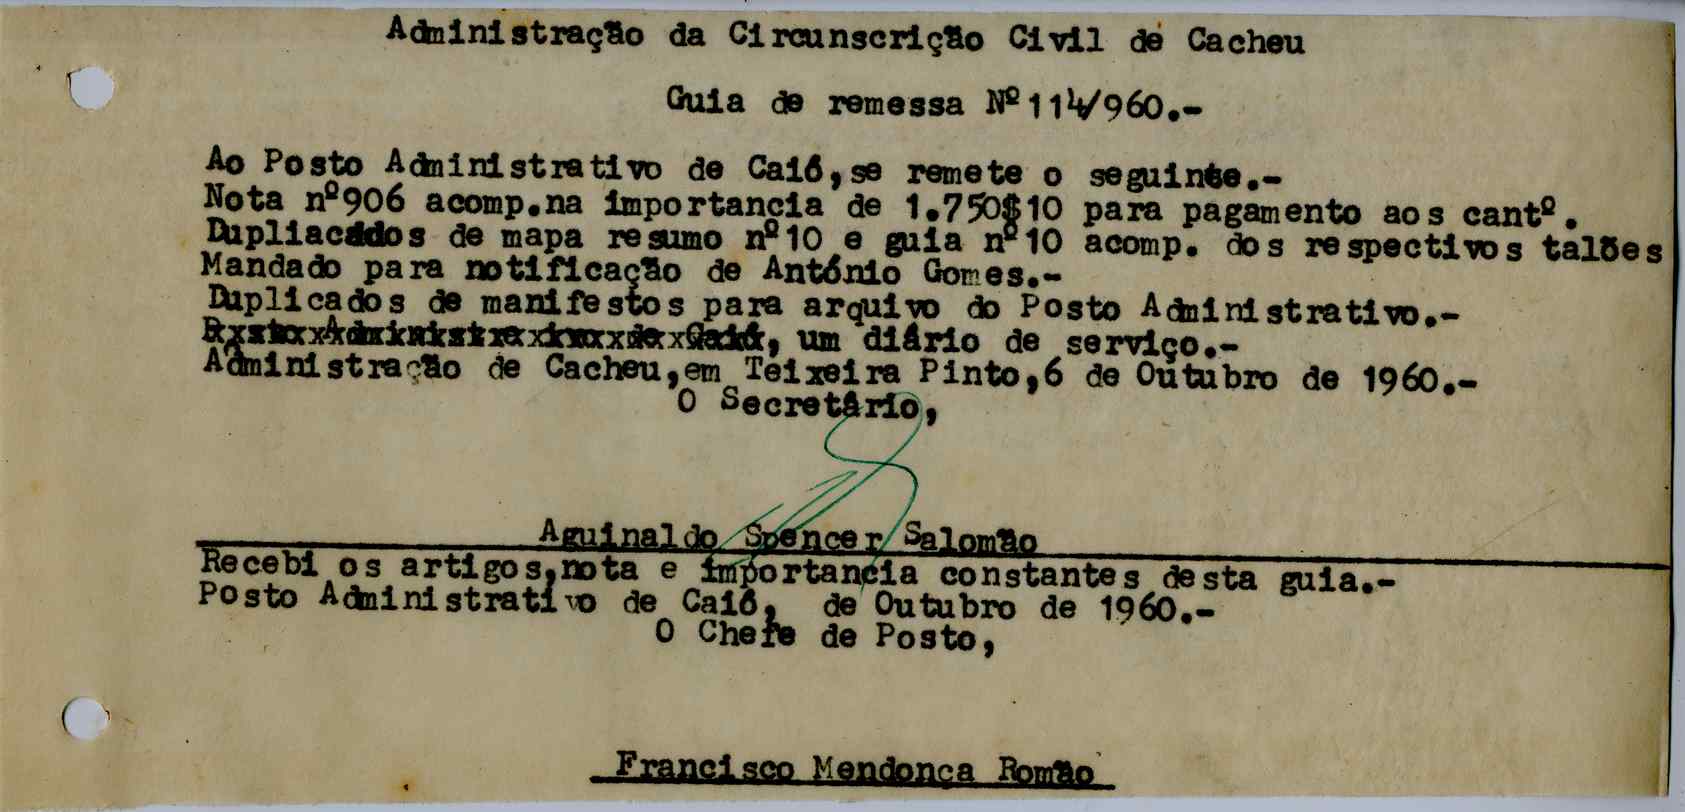 Administração da Circunscrição Civil de Cacheu
Guia de remessa Nº114/960.-
Ao Posto Administrativo de Caió,se remete o seguinte.-
Nota nº906 acomp.na importancia de 1.750$10 para pagamento aos cantº.
Dupliacados de mapa resumo nº10 e guia nº10 acomp. dos respectivos talões
Mandado para notificação de António Gomes.-
Duplicados de manifestos para arquivo do Posto Administrativo.-
, um diário de serviço.-
Administração de Cacheu,em Teixeira Pinto,6 de Outubro de 1960.-
O Secretário,
Aguinaldo Spencer Salomão
Recebi os artigos,nota e importancia constantes desta guia.-
Posto Administrativo de Caió, de Outubro de 1960.-
O Chefe de Posto,
Francisco Mendonca Romão